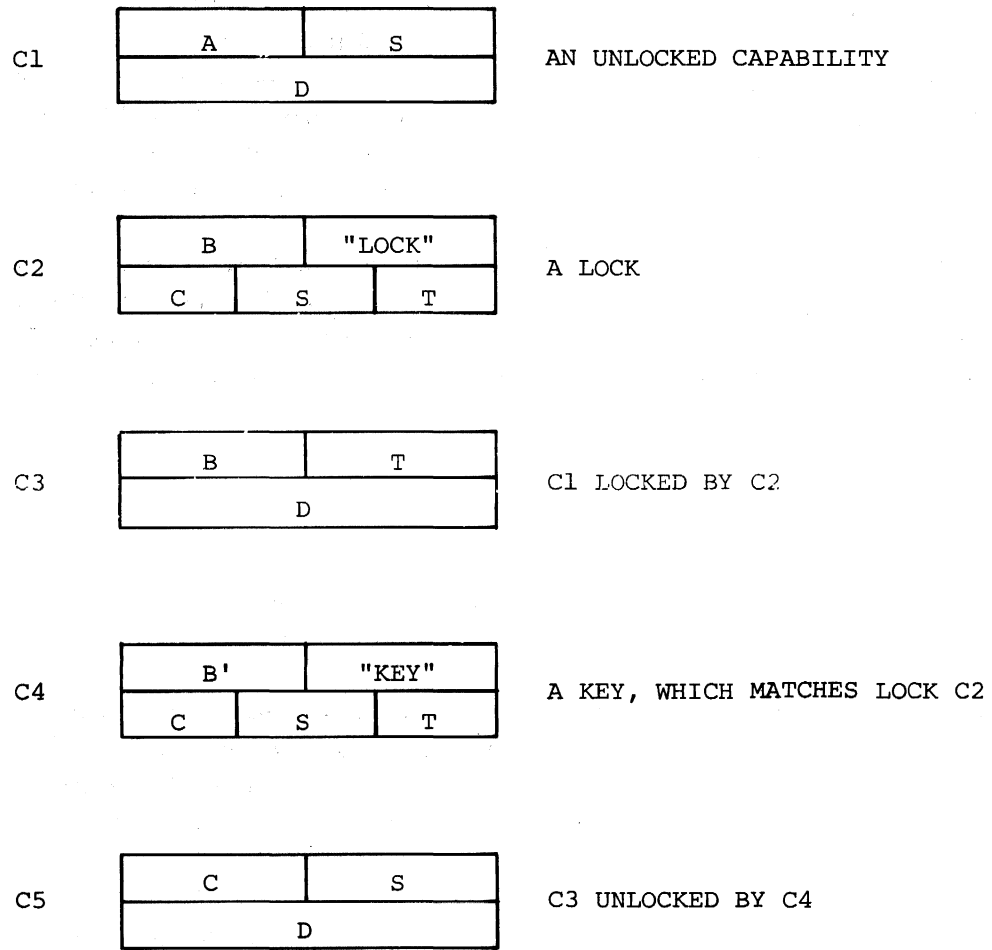 A S
C1 AN UNLOCKED CAPABILITY
D
B "LOCK"
C2 A LOCK
C S T
B T
C3 C1 LOCKED BY C2
D
B' "KEY"
C4 A KEY, WHICH MATCHES LOCK C2
C S T
C S
C5 C3 UNLOCKED BY C4
D